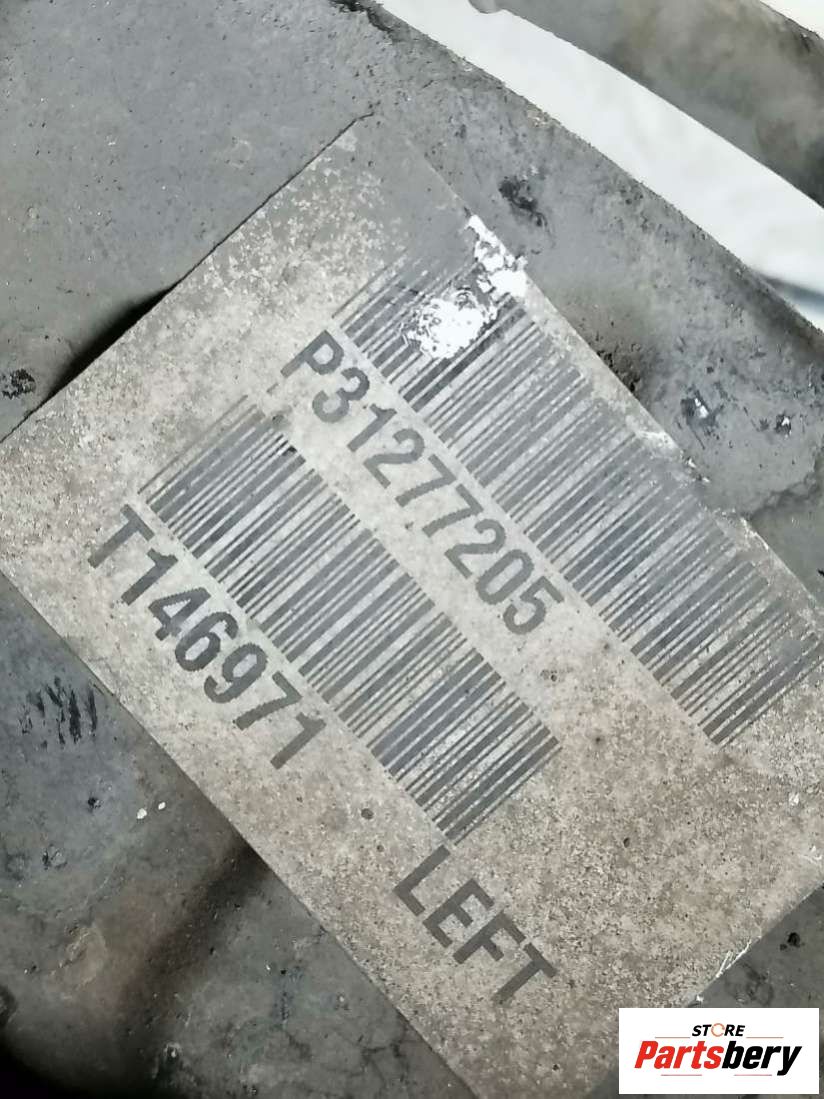 P31277205
T146971
LEFT
STORE
Partsbery